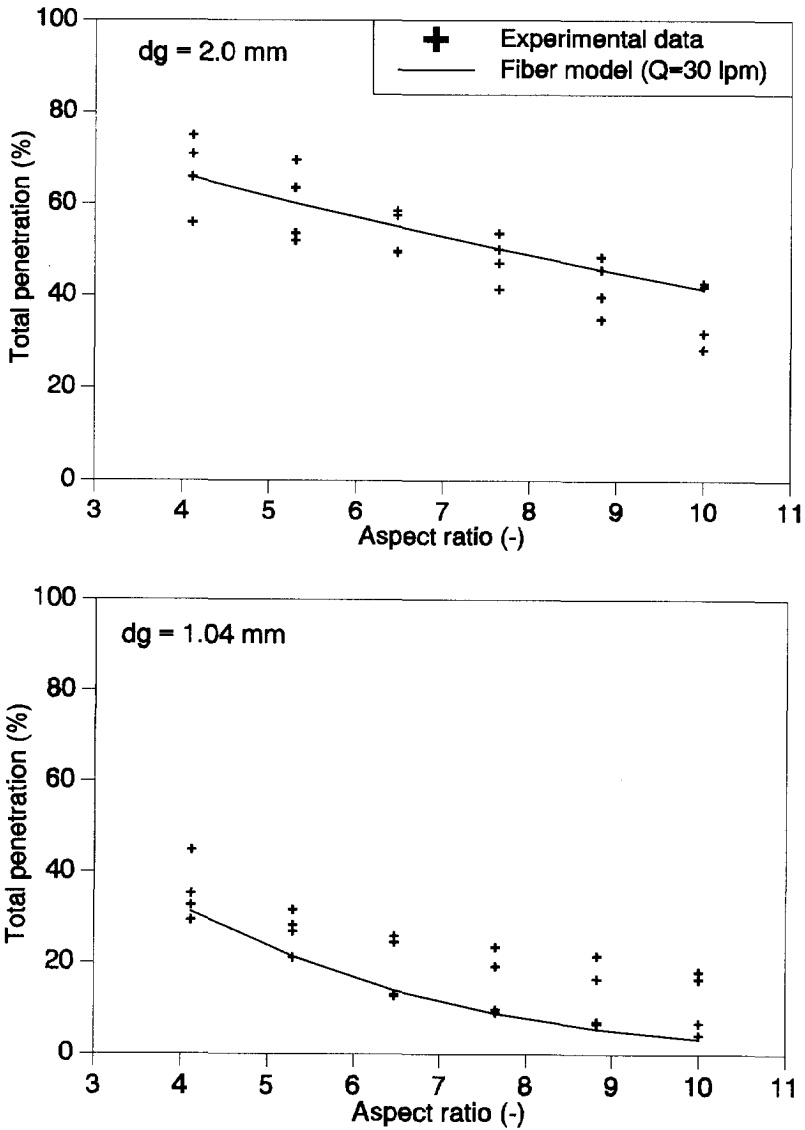 dg = 2.0 mm
Experimental data
Fiber model (Q=30 lpm)
100
80
60
40
20
0
Total penetration (%)
3 4 5 6 7 8 9 10 11
Aspect ratio (-)
dg = 1.04 mm
100
80
60
40
20
0
Total penetration (%)
3 4 5 6 7 8 9 10 11
Aspect ratio (-)